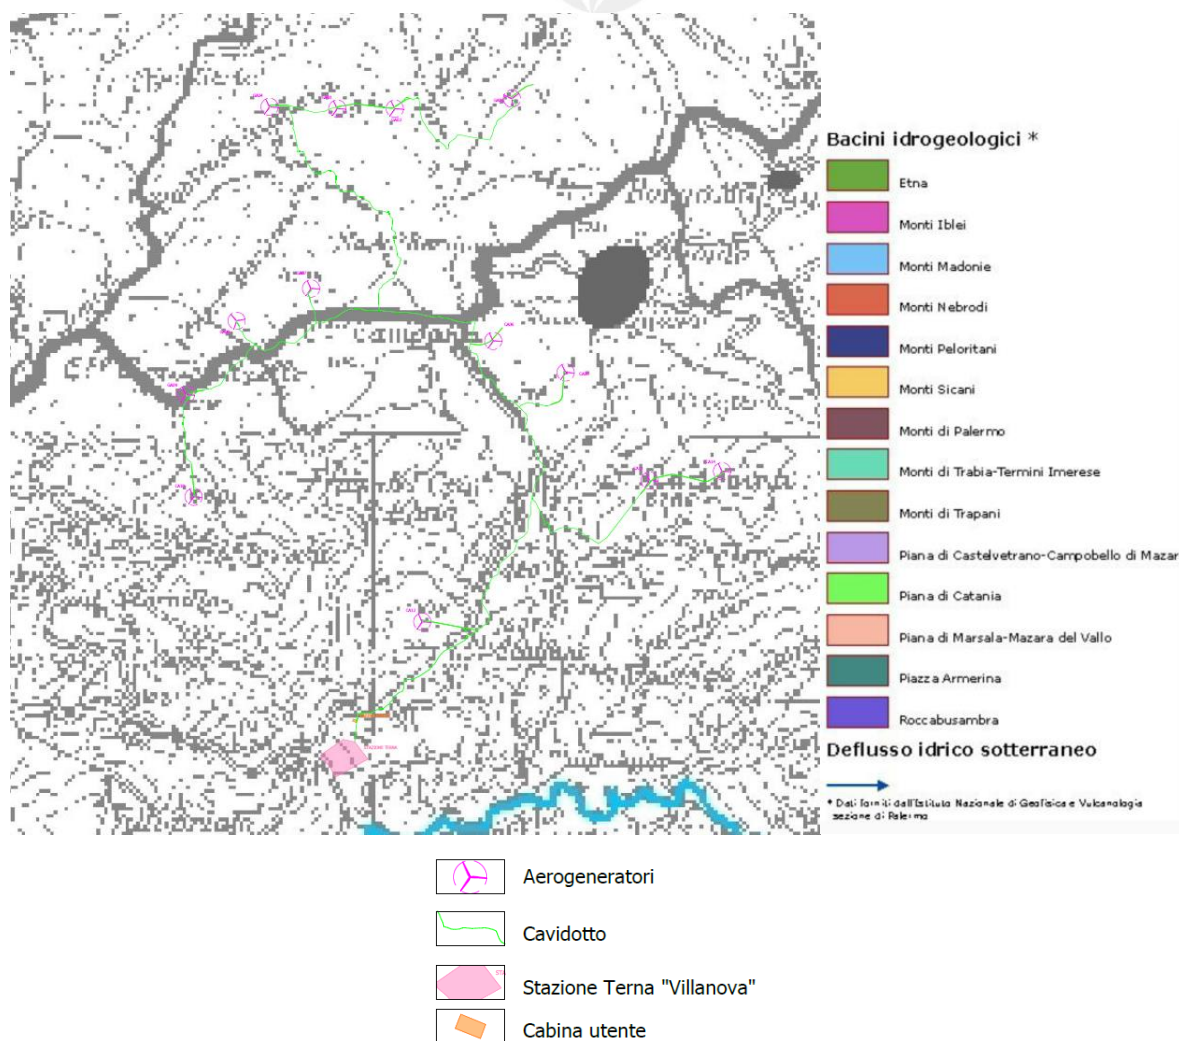 Bacini idrogeologici *
Etna
Monti Iblei
Monti Madonie
Monti Nebrodi
Monti Peloritani
Monti Sicani
Monti di Palermo
Monti di Trabia-Termini Imerese
Monti di Trapani
Piana di Castelvetrano-Campobello di Mazar
Piana di Catania
Piana di Marsala-Mazara del Vallo
Piazza Armerina
Roccabusambra
Deflusso idrico sotterraneo
* Dati forniti dall'Istituto Nazionale di Geofisica e Vulcanologia
sezione di Palermo
STAZIONE TERNA
Aerogeneratori
Cavidotto
STA
Stazione Terna "Villanova"
Cabina utente